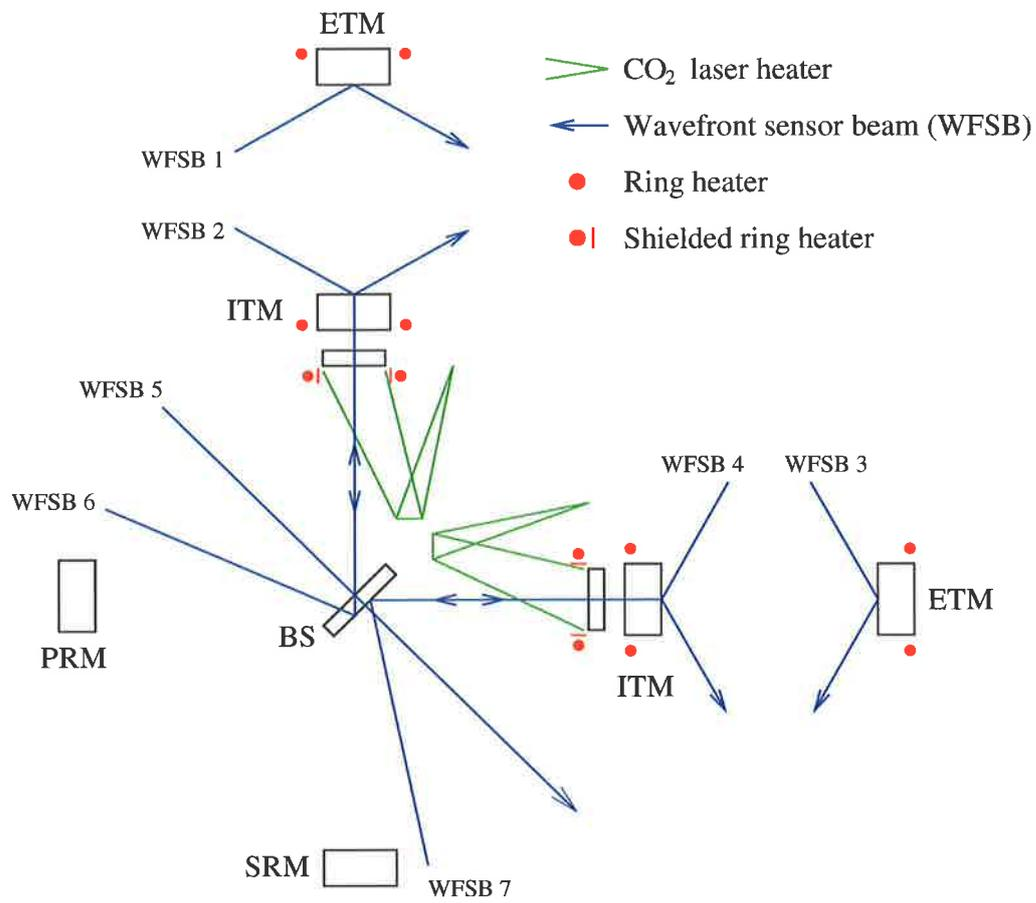 ETM
CO₂ laser heater
Wavefront sensor beam (WFSB)
WFSB 1
Ring heater
WFSB 2
Shielded ring heater
ITM
WFSB 5
WFSB 4
WFSB 3
WFSB 6
ETM
BS
PRM
ITM
SRM
WFSB 7